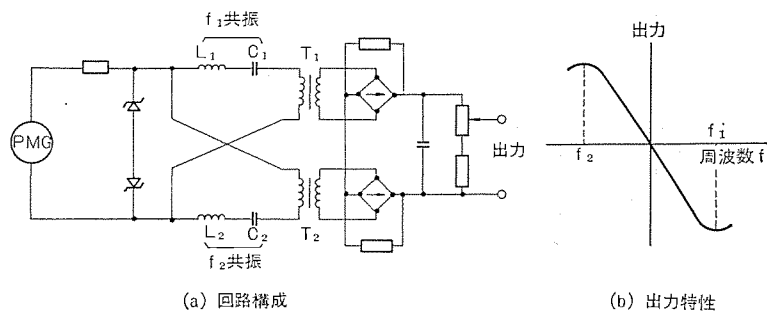 f₁共振
L₁
C₁
T₁
PMG
出力
L₂
C₂
T₂
f₂共振
(a) 回路構成
出力
f₂
fi
周波数 f
(b) 出力特性